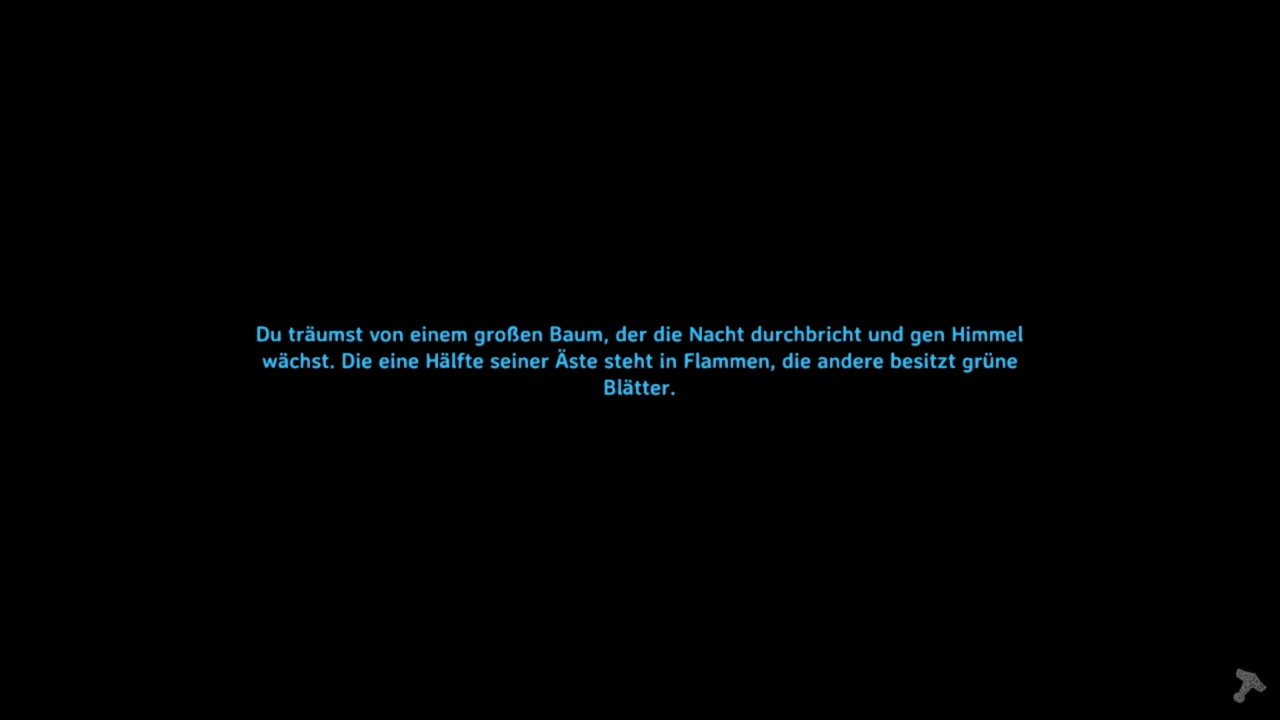 Du träumst von einem großen Baum, der die Nacht durchbricht und gen Himmel
wächst. Die eine Hälfte seiner Äste steht in Flammen, die andere besitzt grüne
Blätter.